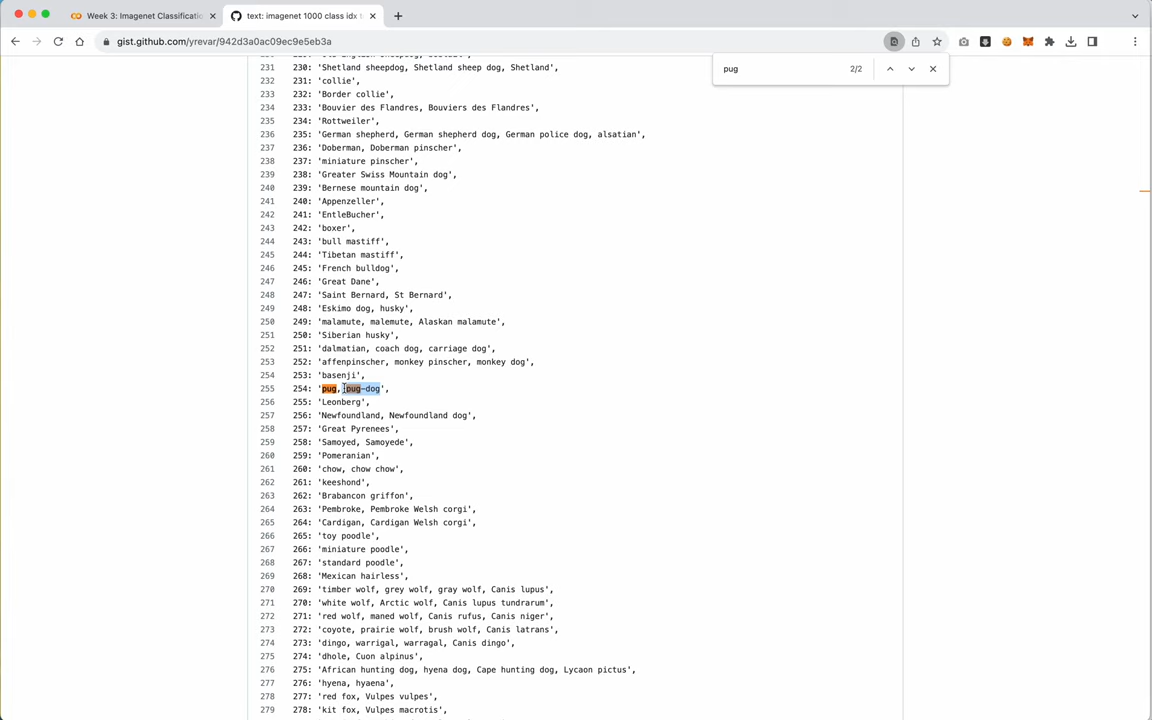 Week 3: Imagenet Classificatio
text: imagenet 1000 class idx t
gist.github.com/yrevar/942d3a0ac09ec9e5eb3a
pug 2/2
231 230: 'Shetland sheepdog, Shetland sheep dog, Shetland',
232 231: 'collie',
233 232: 'Border collie',
234 233: 'Bouvier des Flandres, Bouviers des Flandres',
235 234: 'Rottweiler',
236 235: 'German shepherd, German shepherd dog, German police dog, alsatian',
237 236: 'Doberman, Doberman pinscher',
238 237: 'miniature pinscher',
239 238: 'Greater Swiss Mountain dog',
240 239: 'Bernese mountain dog',
241 240: 'Appenzeller',
242 241: 'EntleBucher',
243 242: 'boxer',
244 243: 'bull mastiff',
245 244: 'Tibetan mastiff',
246 245: 'French bulldog',
247 246: 'Great Dane',
248 247: 'Saint Bernard, St Bernard',
249 248: 'Eskimo dog, husky',
250 249: 'malamute, malemute, Alaskan malamute',
251 250: 'Siberian husky',
252 251: 'dalmatian, coach dog, carriage dog',
253 252: 'affenpinscher, monkey pinscher, monkey dog',
254 253: 'basenji',
255 254: 'pug, pug-dog',
256 255: 'Leonberg',
257 256: 'Newfoundland, Newfoundland dog',
258 257: 'Great Pyrenees',
259 258: 'Samoyed, Samoyede',
260 259: 'Pomeranian',
261 260: 'chow, chow chow',
262 261: 'keeshond',
263 262: 'Brabancon griffon',
264 263: 'Pembroke, Pembroke Welsh corgi',
265 264: 'Cardigan, Cardigan Welsh corgi',
266 265: 'toy poodle',
267 266: 'miniature poodle',
268 267: 'standard poodle',
269 268: 'Mexican hairless',
270 269: 'timber wolf, grey wolf, gray wolf, Canis lupus',
271 270: 'white wolf, Arctic wolf, Canis lupus tundrarum',
272 271: 'red wolf, maned wolf, Canis rufus, Canis niger',
273 272: 'coyote, prairie wolf, brush wolf, Canis latrans',
274 273: 'dingo, warrigal, warragal, Canis dingo',
275 274: 'dhole, Cuon alpinus',
276 275: 'African hunting dog, hyena dog, Cape hunting dog, Lycaon pictus',
277 276: 'hyena, hyaena',
278 277: 'red fox, Vulpes vulpes',
279 278: 'kit fox, Vulpes macrotis',